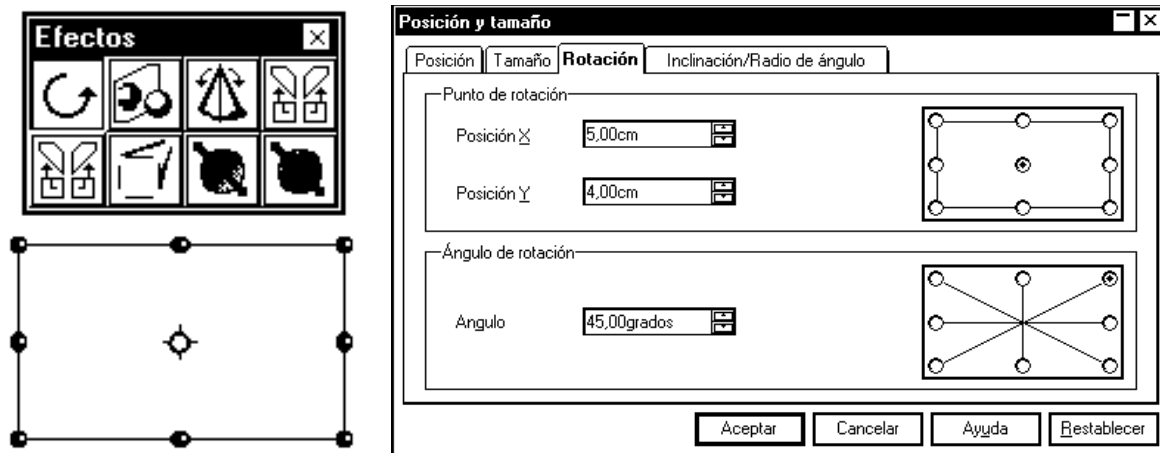 Efectos
Posición y tamaño
Posición Tamaño Rotación Inclinación/Radio de ángulo
Punto de rotación
Posición X 5,00cm
Posición Y 4,00cm
Ángulo de rotación
Angulo 45,00grados
Aceptar Cancelar Ayuda Restablecer